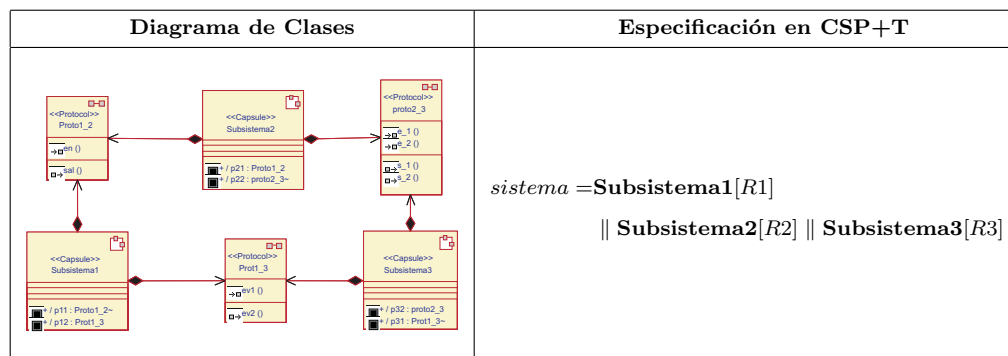 Diagrama de Clases
Especificación en CSP+T
<<Protocol>>
Proto1_2
en ()
sal ()
<<Capsule>>
Subsistema2
+ / p21 : Proto1_2
+ / p22 : proto2_3~
<<Protocol>>
proto2_3
e_1 ()
e_2 ()
s_1 ()
s_2 ()
<<Capsule>>
Subsistema1
+ / p11 : Proto1_2~
+ / p12 : Prot1_3
<<Protocol>>
Prot1_3
ev1 ()
ev2 ()
<<Capsule>>
Subsistema3
+ / p32 : proto2_3
+ / p31 : Prot1_3~
sistema =Subsistema1[R1]
∥ Subsistema2[R2] ∥ Subsistema3[R3]